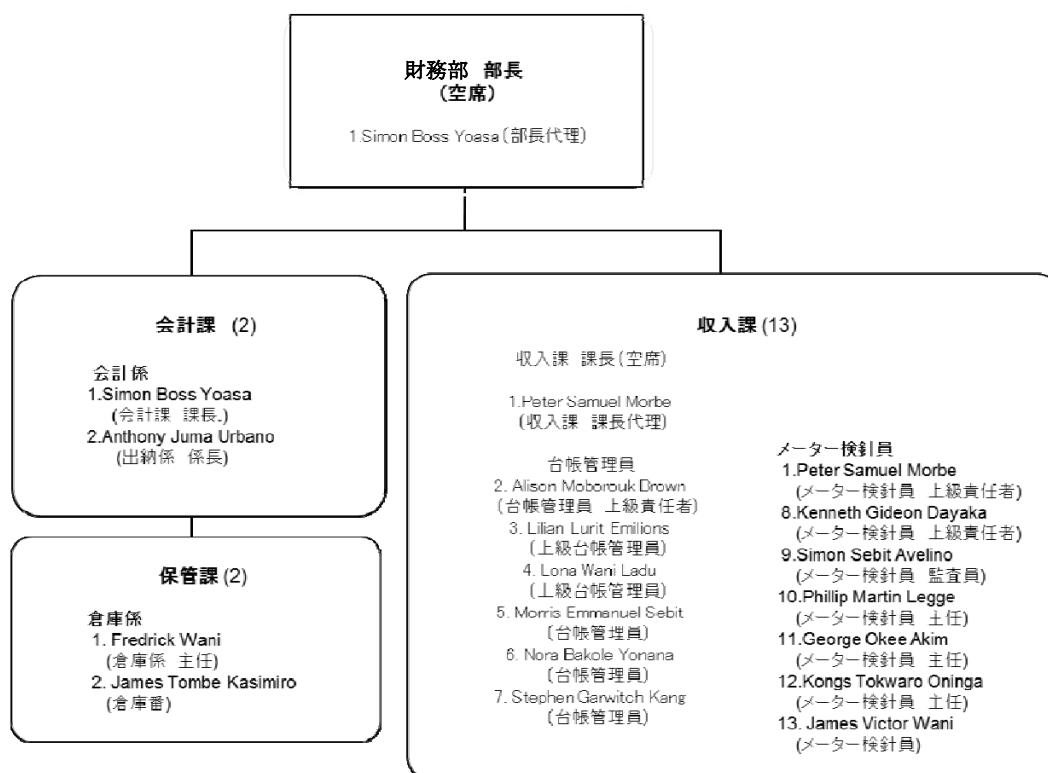 財務部 部長
(空席)
1.Simon Boss Yoasa(部長代理)
会計課 (2)
会計係
1.Simon Boss Yoasa
(会計課 課長)
2.Anthony Juma Urbano
(出納係 係長)
保管課 (2)
倉庫係
1. Fredrick Wani
(倉庫係 主任)
2. James Tombe Kasimiro
(倉庫番)
収入課 (13)
収入課 課長(空席)
1.Peter Samuel Morbe
(収入課 課長代理)
台帳管理員
2. Alison Moborouk Drown
(台帳管理員 上級責任者)
3. Lilian Lurit Emilions
(上級台帳管理員)
4. Lona Wani Ladu
(上級台帳管理員)
5. Morris Emmanuel Sebit
(台帳管理員)
6. Nora Bakole Yonana
(台帳管理員)
7. Stephen Garwitch Kang
(台帳管理員)
メーター検針員
1.Peter Samuel Morbe
(メーター検針員 上級責任者)
8.Kenneth Gideon Dayaka
(メーター検針員 上級責任者)
9.Simon Sebit Avelino
(メーター検針員 監査員)
10.Phillip Martin Legge
(メーター検針員 主任)
11.George Okee Akim
(メーター検針員 主任)
12.Kongs Tokwaro Oninga
(メーター検針員 主任)
13. James Victor Wani
(メーター検針員)